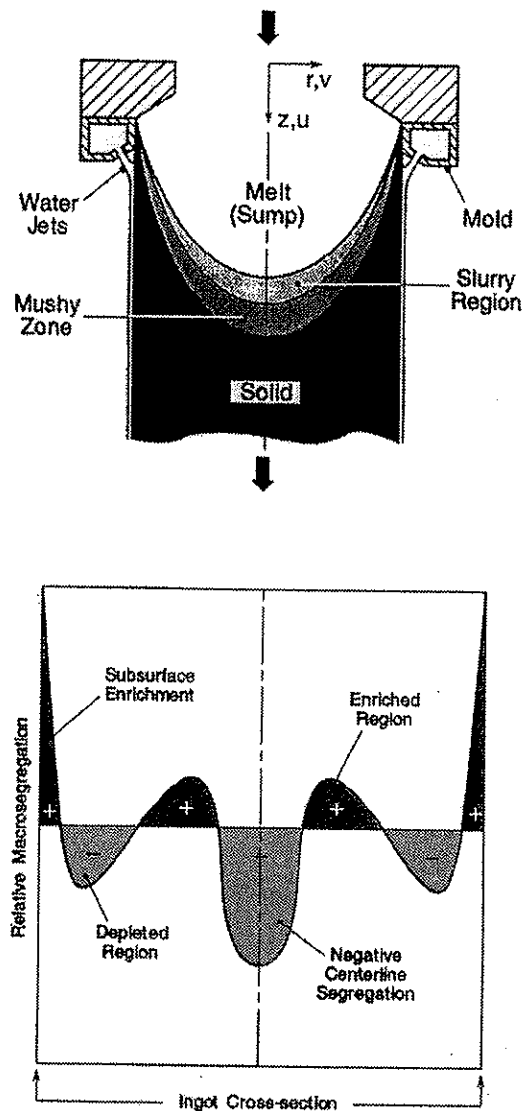 r,v
z,u
Water
Jets
Melt
(Sump)
Mold
Mushy
Zone
Slurry
Region
Solid
Subsurface
Enrichment
Enriched
Region
Relative Macrosegregation
+
+
+
+
−
−
−
Depleted
Region
Negative
Centerline
Segregation
Ingot Cross-section